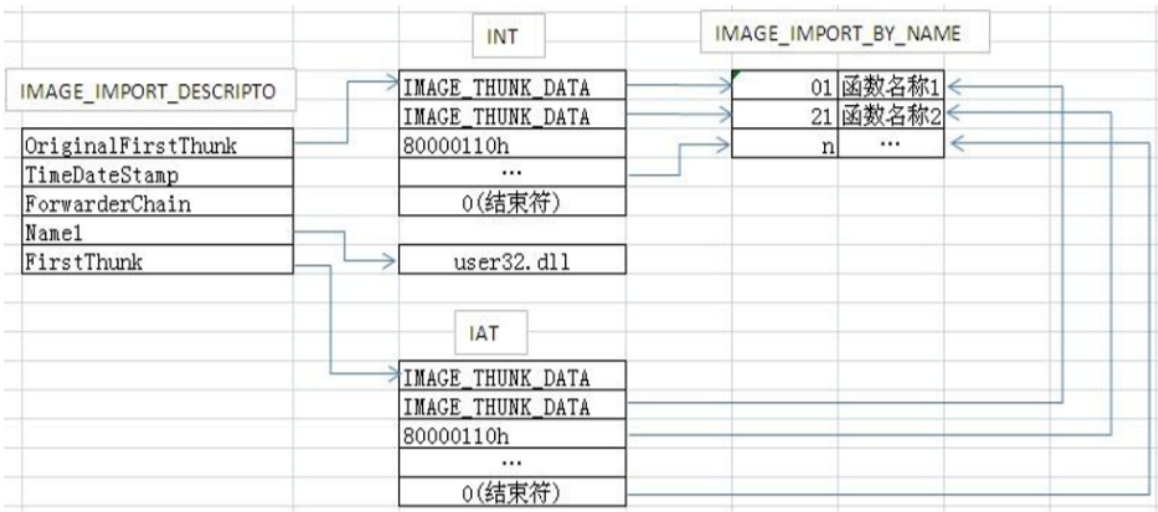 INT
IMAGE_IMPORT_BY_NAME
IMAGE_IMPORT_DESCRIPTO
IMAGE_THUNK_DATA
01 函数名称1
IMAGE_THUNK_DATA
21 函数名称2
OriginalFirstThunk
80000110h
n …
TimeDateStamp
…
ForwarderChain
0(结束符)
Name1
FirstThunk
user32.dll
IAT
IMAGE_THUNK_DATA
IMAGE_THUNK_DATA
80000110h
…
0(结束符)